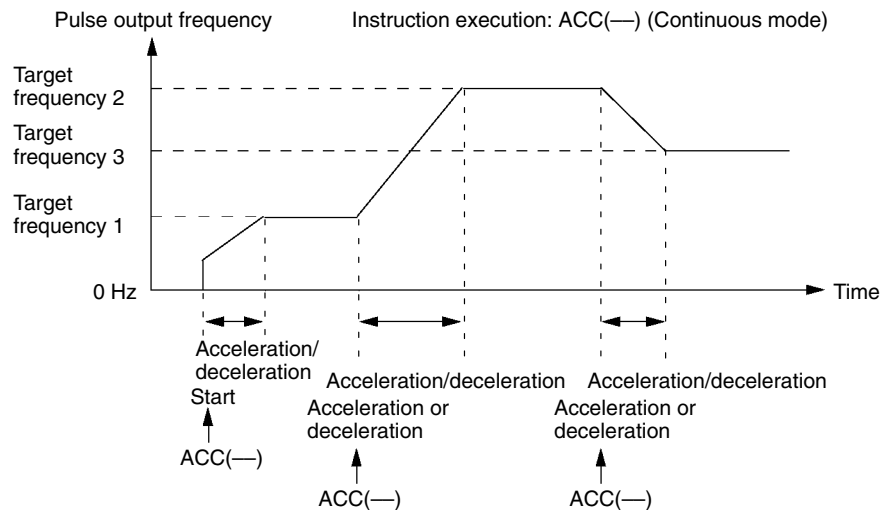 Pulse output frequency
Instruction execution: ACC(—) (Continuous mode)
Target
frequency 2
Target
frequency 3
Target
frequency 1
0 Hz
Time
Acceleration/
deceleration
Start
ACC(—)
Acceleration/deceleration
Acceleration or
deceleration
ACC(—)
Acceleration/deceleration
Acceleration or
deceleration
ACC(—)